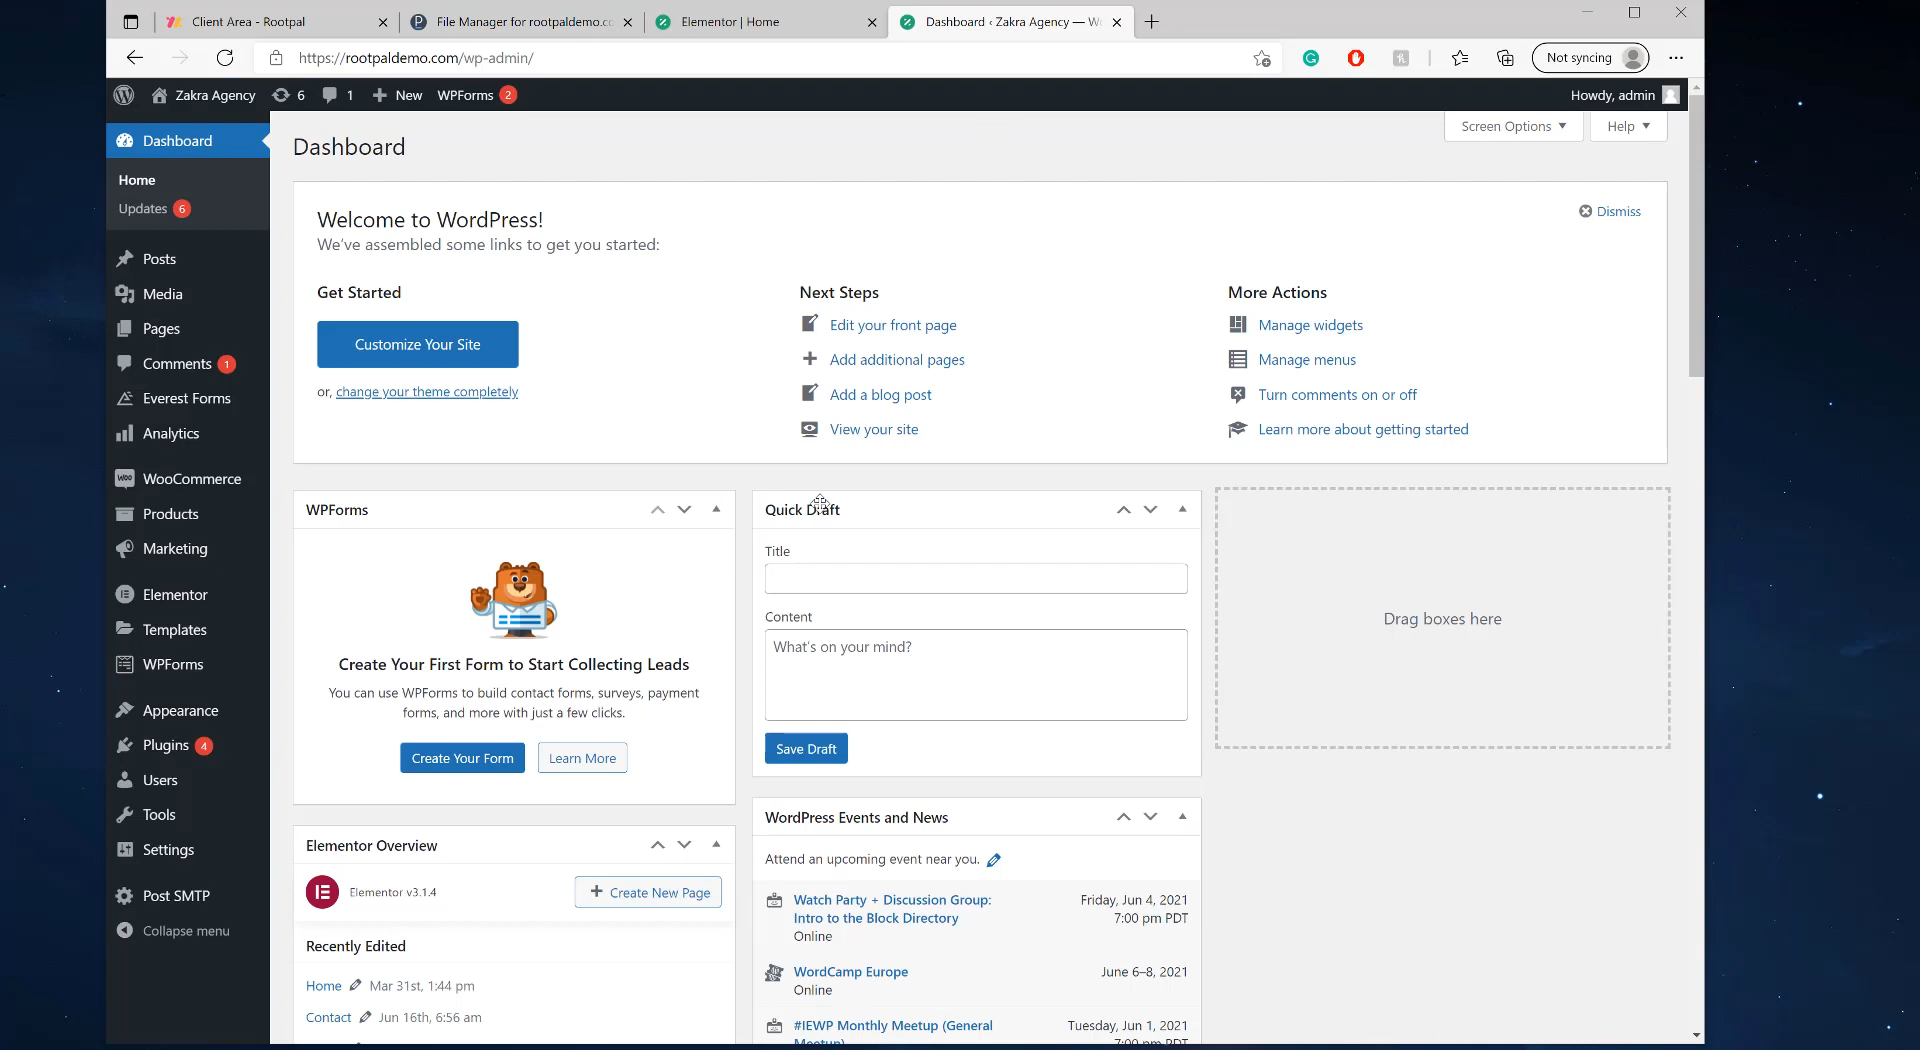 Client Area - Rootpal
File Manager for rootpaldemo.co
Elementor | Home
Dashboard ‹ Zakra Agency — W
https://rootpaldemo.com/wp-admin/
Not syncing
Zakra Agency
6
1
New
WPForms 2
Howdy, admin
Screen Options
Help
Dashboard
Home
Updates 6
Posts
Media
Pages
Comments 1
Everest Forms
Analytics
WooCommerce
Products
Marketing
Elementor
Templates
WPForms
Appearance
Plugins 4
Users
Tools
Settings
Post SMTP
Collapse menu
Dashboard
Welcome to WordPress!
We've assembled some links to get you started:
Dismiss
Get Started
Customize Your Site
or, change your theme completely
Next Steps
Edit your front page
Add additional pages
Add a blog post
View your site
More Actions
Manage widgets
Manage menus
Turn comments on or off
Learn more about getting started
WPForms
Create Your First Form to Start Collecting Leads
You can use WPForms to build contact forms, surveys, payment
forms, and more with just a few clicks.
Create Your Form
Learn More
Elementor Overview
Elementor v3.1.4
Create New Page
Recently Edited
Home Mar 31st, 1:44 pm
Contact Jun 16th, 6:56 am
Quick Draft
Title
Content
What's on your mind?
Save Draft
WordPress Events and News
Attend an upcoming event near you.
Watch Party + Discussion Group: Friday, Jun 4, 2021
Intro to the Block Directory 7:00 pm PDT
Online
WordCamp Europe June 6–8, 2021
Online
#IEWP Monthly Meetup (General Tuesday, Jun 1, 2021
Meetup) 7:00 pm PDT
Drag boxes here